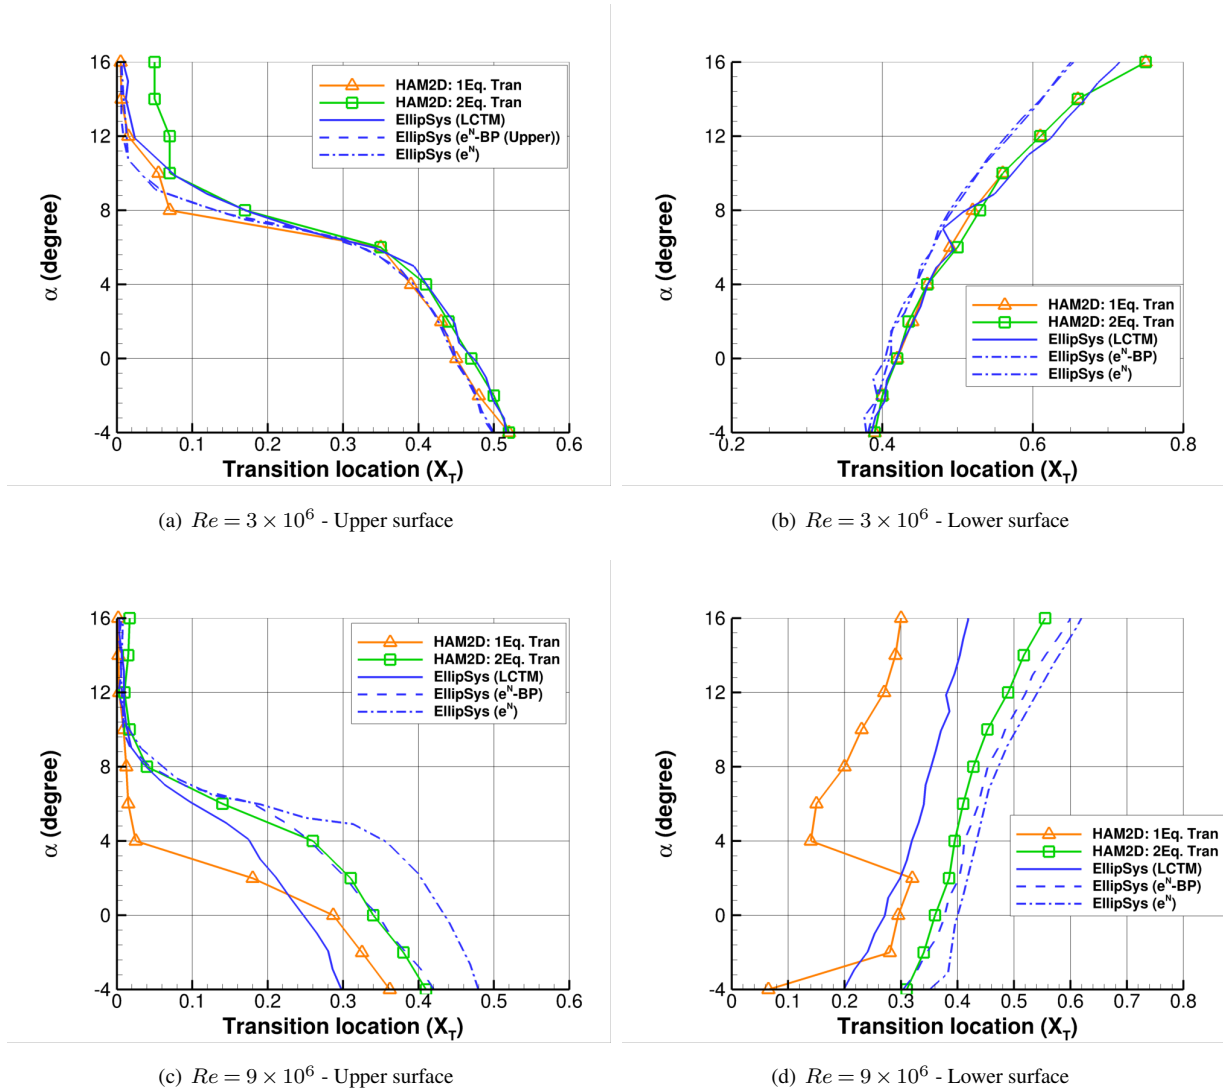 16
12
8
4
0
-4
α (degree)
0 0.1 0.2 0.3 0.4 0.5 0.6
Transition location (X_T)
HAM2D: 1Eq. Tran
HAM2D: 2Eq. Tran
EllipSys (LCTM)
EllipSys (e^N-BP (Upper))
EllipSys (e^N)
(a) Re = 3 × 10^6 - Upper surface
16
12
8
4
0
-4
α (degree)
0.2 0.4 0.6 0.8
Transition location (X_T)
HAM2D: 1Eq. Tran
HAM2D: 2Eq. Tran
EllipSys (LCTM)
EllipSys (e^N-BP)
EllipSys (e^N)
(b) Re = 3 × 10^6 - Lower surface
16
12
8
4
0
-4
α (degree)
0 0.1 0.2 0.3 0.4 0.5 0.6
Transition location (X_T)
HAM2D: 1Eq. Tran
HAM2D: 2Eq. Tran
EllipSys (LCTM)
EllipSys (e^N-BP)
EllipSys (e^N)
(c) Re = 9 × 10^6 - Upper surface
16
12
8
4
0
-4
α (degree)
0 0.1 0.2 0.3 0.4 0.5 0.6 0.7 0.8
Transition location (X_T)
HAM2D: 1Eq. Tran
HAM2D: 2Eq. Tran
EllipSys (LCTM)
EllipSys (e^N-BP)
EllipSys (e^N)
(d) Re = 9 × 10^6 - Lower surface